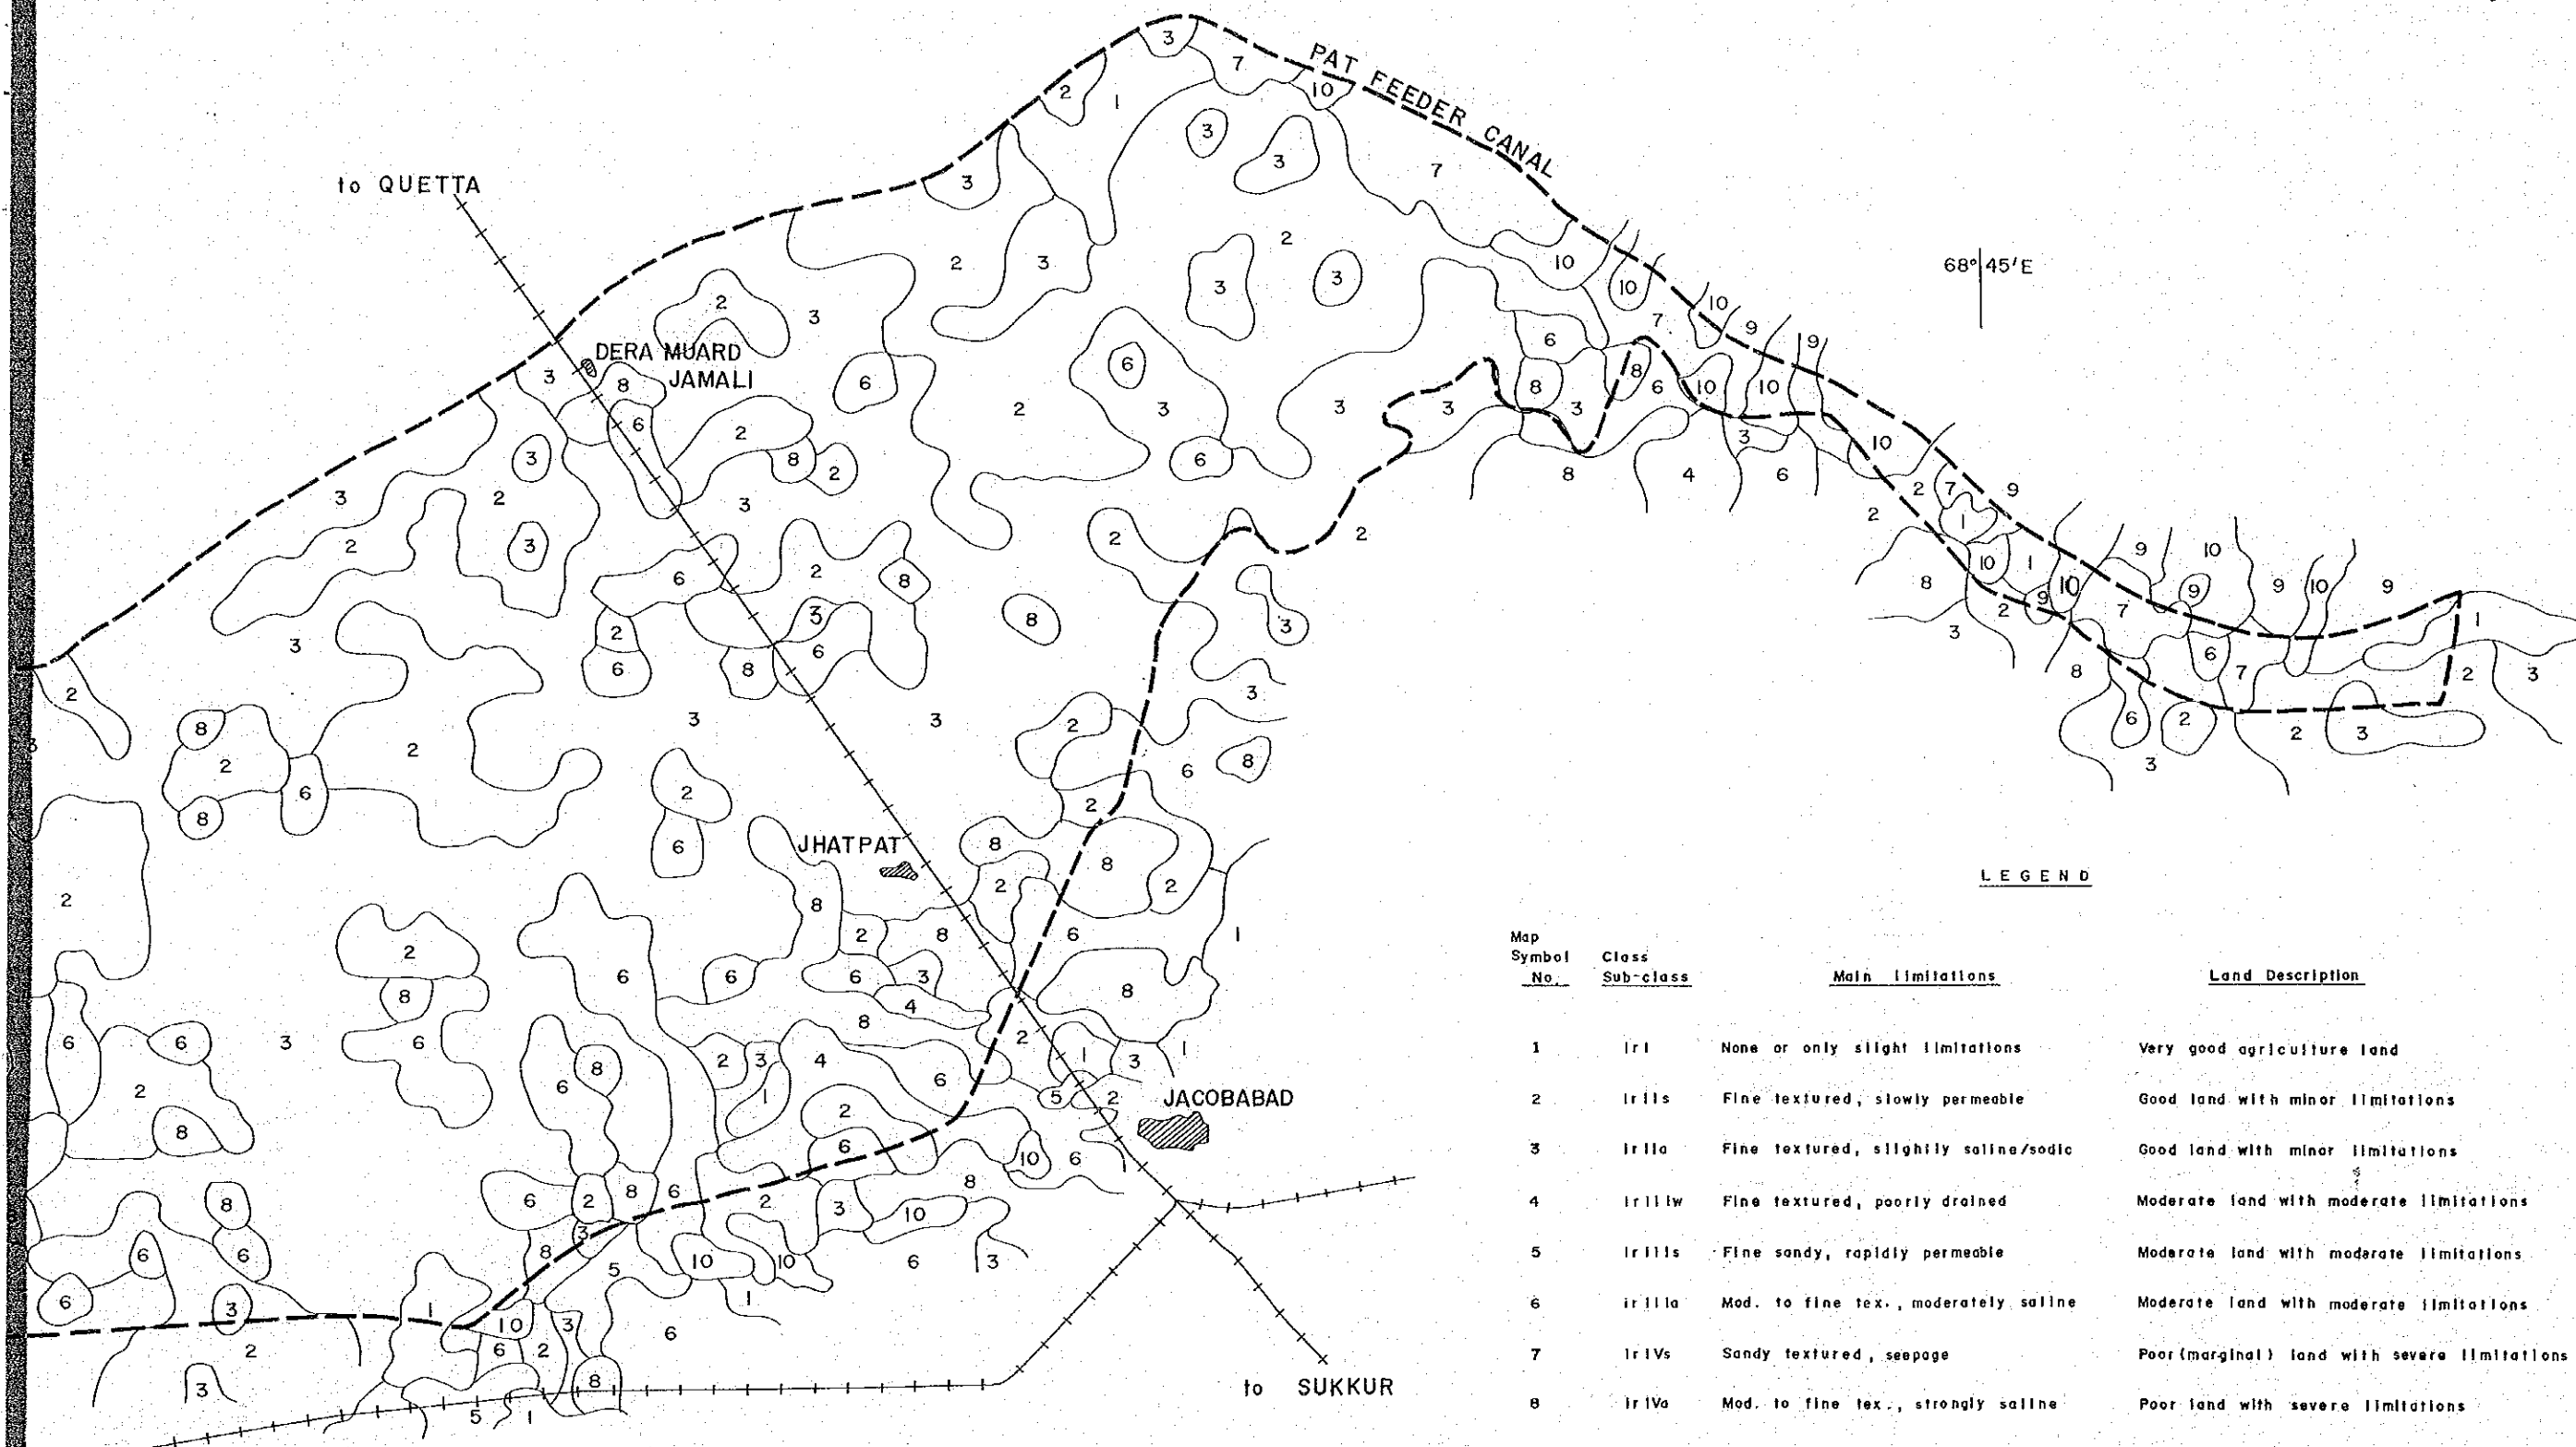 PAT FEEDER CANAL
to QUETTA
68° 45'E
DERA MUARD
JAMALI
JHATPAT
JACOBABAD
to SUKKUR
LEGEND
Map
Symbol Class
No. Sub-class Main limitations Land Description
1 IrI None or only slight limitations Very good agriculture land
2 IrIIs Fine textured, slowly permeable Good land with minor limitations
3 IrIIa Fine textured, slighily saline/sodic Good land with minor limitations
4 IrIIIw Fine textured, poorly drained Moderate land with moderate limitations
5 IrIIIs Fine sandy, rapidly permeable Moderate land with moderate limitations
6 irIIIa Mod. to fine tex., moderately saline Moderate land with moderate limitations
7 IrIVs Sandy textured, seepage Poor (marginal) land with severe limitations
8 IrIVa Mod. to fine tex., strongly saline Poor land with severe limitations